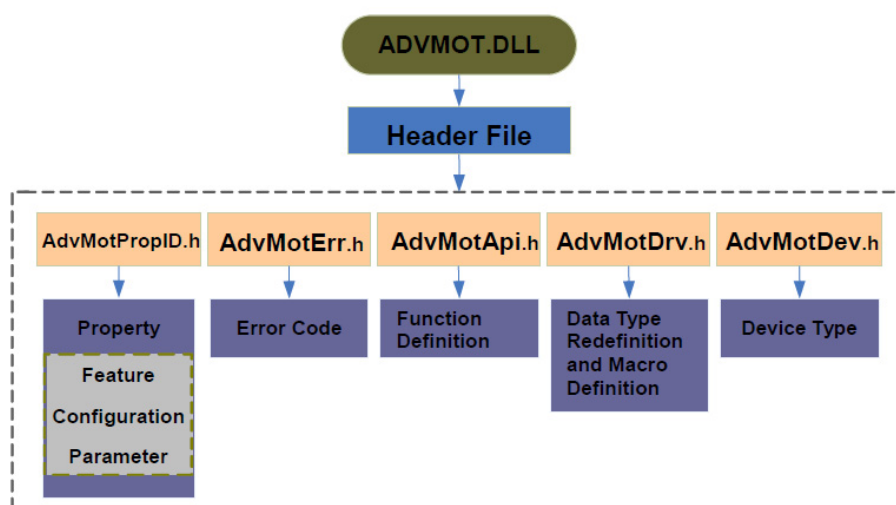 ADVMOT.DLL
Header File
AdvMotPropID.h
AdvMotErr.h
AdvMotApi.h
AdvMotDrv.h
AdvMotDev.h
Property
Feature
Configuration
Parameter
Error Code
Function
Definition
Data Type
Redefinition
and Macro
Definition
Device Type